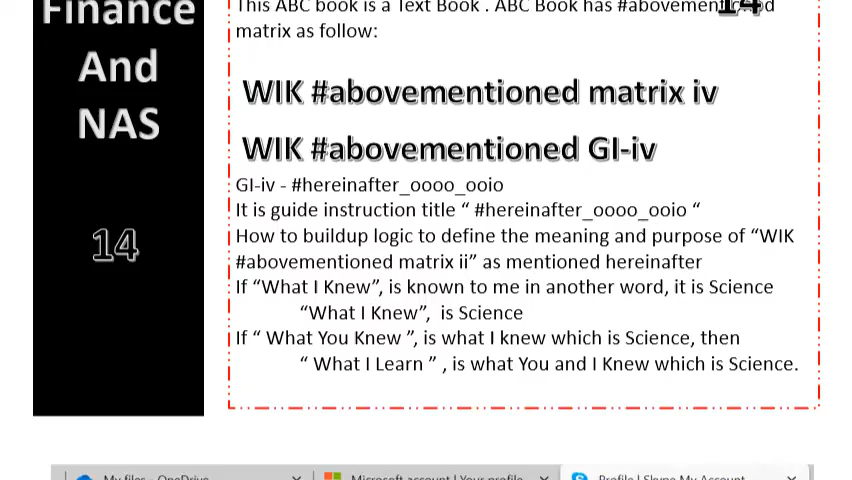 Finance
And
NAS
14
This ABC book is a Text Book . ABC Book has #abovementioned
14
matrix as follow:
WIK #abovementioned matrix iv
WIK #abovementioned GI-iv
GI-iv - #hereinafter_oooo_ooio
It is guide instruction title “ #hereinafter_oooo_ooio “
How to buildup logic to define the meaning and purpose of “WIK
#abovementioned matrix ii” as mentioned hereinafter
If “What I Knew”, is known to me in another word, it is Science
“What I Knew”,  is Science
If “ What You Knew ”, is what I knew which is Science, then
“ What I Learn ” , is what You and I Knew which is Science.
My files - OneDrive
Microsoft account | Your profile
Profile | Skype My Account